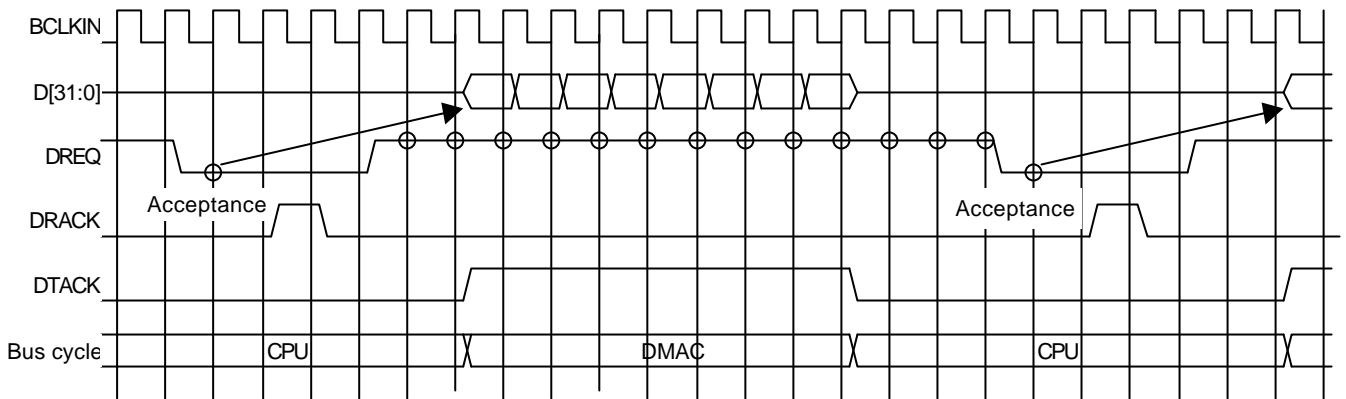 BCLKIN
D[31:0]
DREQ
Acceptance
Acceptance
DRACK
DTACK
Bus cycle
CPU
DMAC
CPU